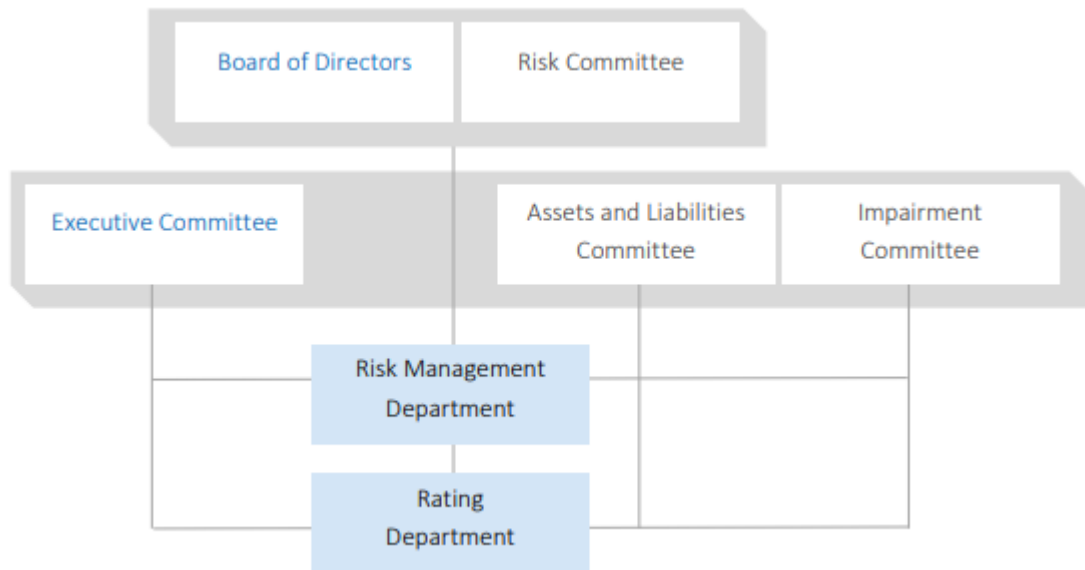 Board of Directors
Risk Committee
Executive Committee
Assets and Liabilities
Committee
Impairment
Committee
Risk Management
Department
Rating
Department